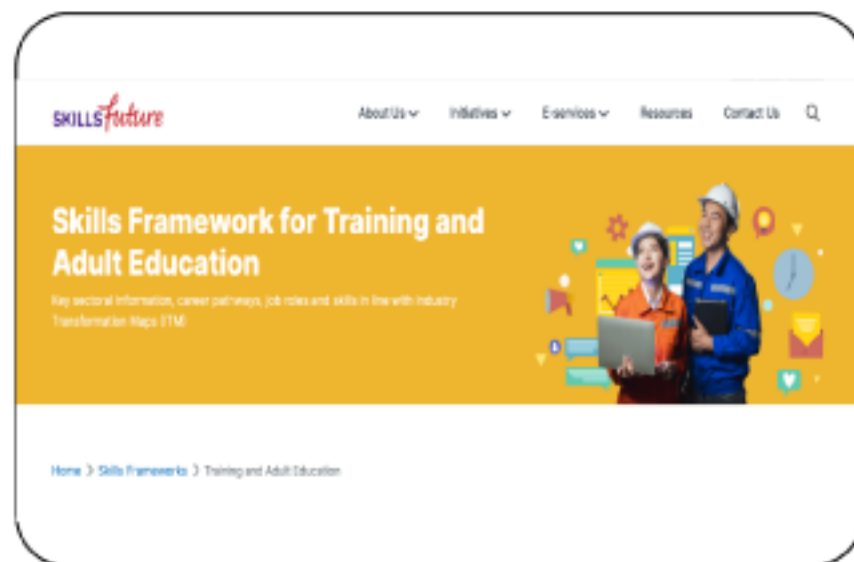 SKILLSfuture
About Us
Initiatives
E-services
Resources
Contact Us
Skills Framework for Training and
Adult Education
Key sectoral information, career pathways, job roles and skills in line with Industry
Transformation Maps (ITM)
Home > Skills Frameworks > Training and Adult Education